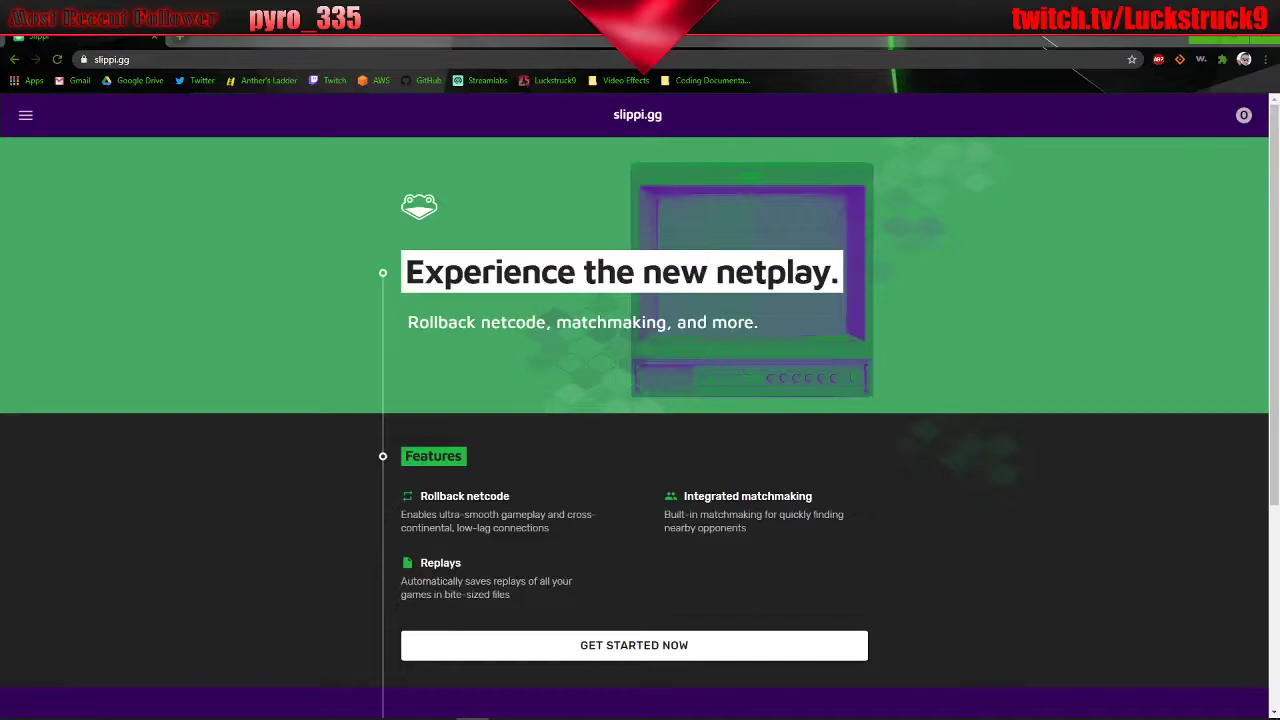 Most Recent Follower
pyro_335
twitch.tv/Luckstruck9
Slippi
slippi.gg
Apps
Gmail
Google Drive
Twitter
Anther's Ladder
Twitch
AWS
GitHub
Streamlabs
Luckstruck9
Video Effects
Coding Documenta...
slippi.gg
0
Experience the new netplay.
Rollback netcode, matchmaking, and more.
Features
Rollback netcode
Enables ultra-smooth gameplay and cross-
continental, low-lag connections
Integrated matchmaking
Built-in matchmaking for quickly finding
nearby opponents
Replays
Automatically saves replays of all your
games in bite-sized files
GET STARTED NOW